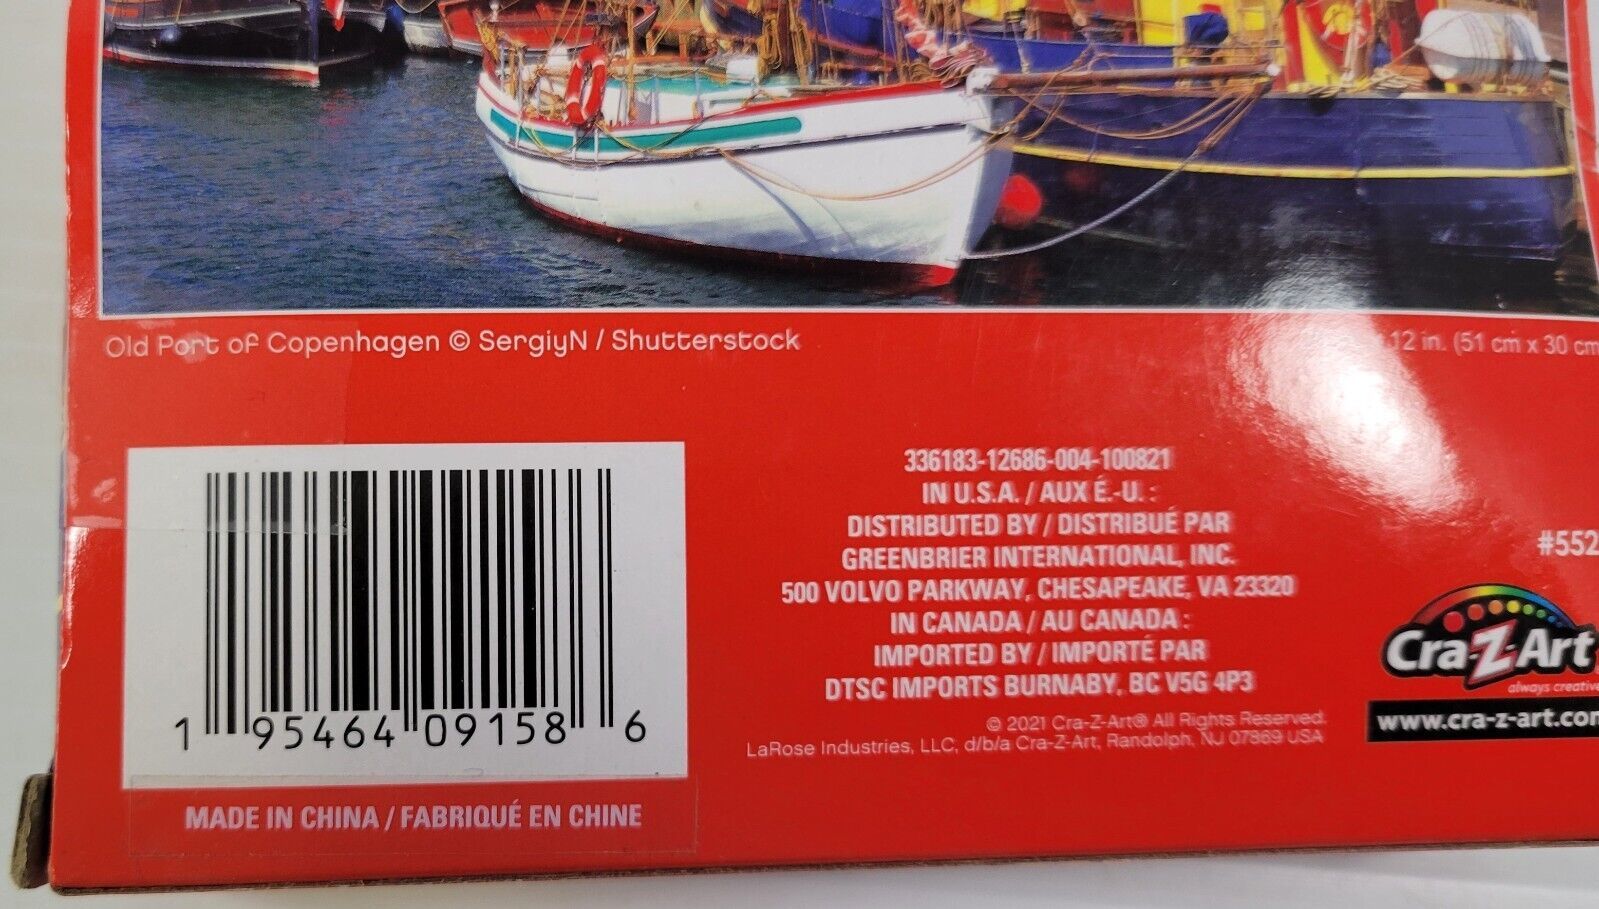 Old Port of Copenhagen © SergiyN / Shutterstock
12 in. (51 cm x 30 cm
336183-12686-004-100821
IN U.S.A. / AUX É.-U. :
DISTRIBUTED BY / DISTRIBUÉ PAR
GREENBRIER INTERNATIONAL, INC.
500 VOLVO PARKWAY, CHESAPEAKE, VA 23320
IN CANADA / AU CANADA :
IMPORTED BY / IMPORTÉ PAR
DTSC IMPORTS BURNABY, BC V5G 4P3
© 2021 Cra-Z-Art® All Rights Reserved.
LaRose Industries, LLC, d/b/a Cra-Z-Art, Randolph, NJ 07869 USA
#552
Cra-Z-Art
always creative
www.cra-z-art.com
1 95464 09158 6
MADE IN CHINA / FABRIQUÉ EN CHINE